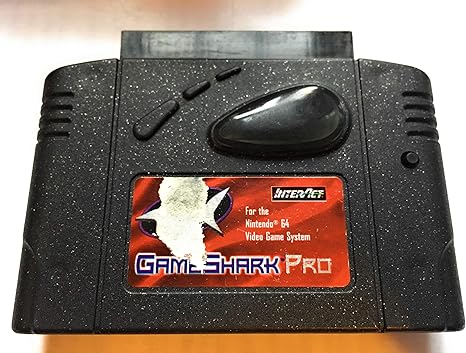 INTERACT
For the
Nintendo® 64
Video Game System
GAMESHARK PRO